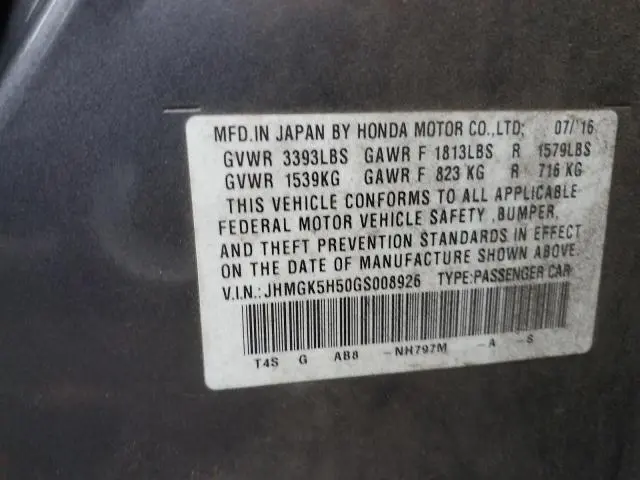 MFD.IN JAPAN BY HONDA MOTOR CO.,LTD; 07/'16
GVWR 3393LBS GAWR F 1813LBS R 1579LBS
GVWR 1539KG GAWR F 823 KG R 716 KG
THIS VEHICLE CONFORMS TO ALL APPLICABLE
FEDERAL MOTOR VEHICLE SAFETY ,BUMPER,
AND THEFT PREVENTION STANDARDS IN EFFECT
ON THE DATE OF MANUFACTURE SHOWN ABOVE.
V.I.N.:JHMGK5H50GS008926 TYPE:PASSENGER CAR
T4S G AB8 -NH797M -A -S